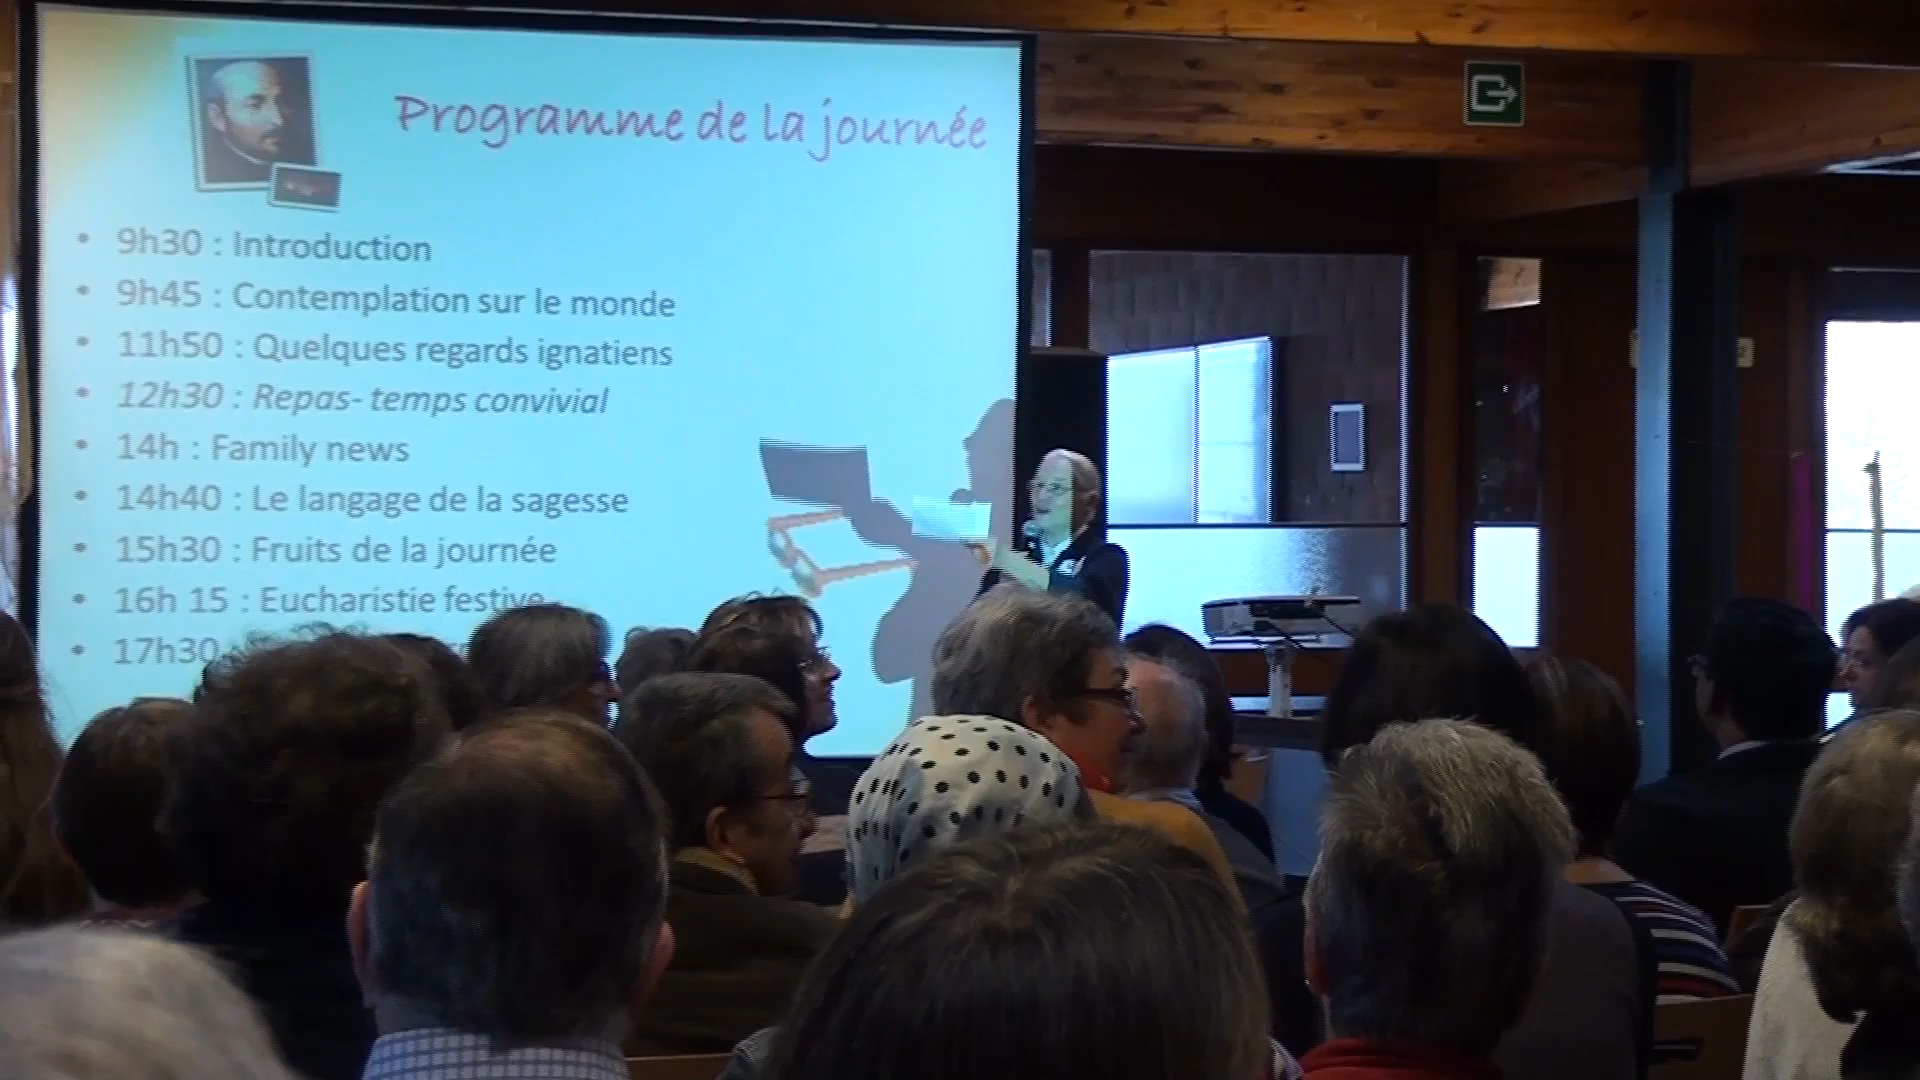 Programme de la journée
• 9h30 : Introduction
• 9h45 : Contemplation sur le monde
• 11h50 : Quelques regards ignatiens
• 12h30 : Repas- temps convivial
• 14h : Family news
• 14h40 : Le langage de la sagesse
• 15h30 : Fruits de la journée
• 16h 15 : Eucharistie festive
• 17h30